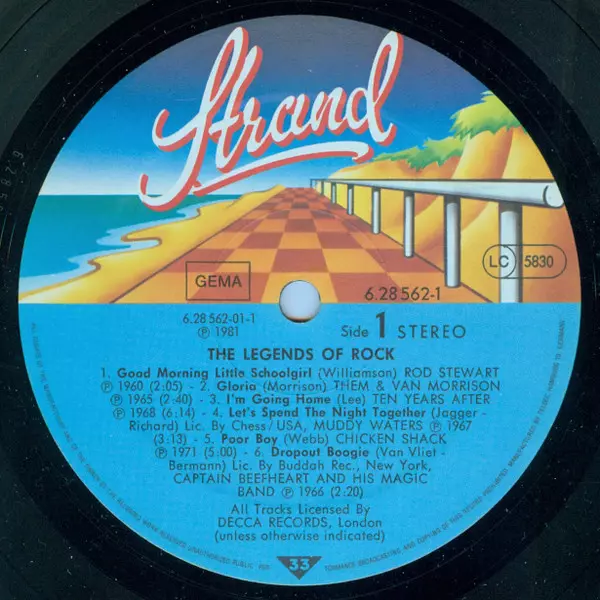 Strand
GEMA
LC 5830
6.28 562-1
6.28 562-01-1
℗ 1981
Side 1 STEREO
THE LEGENDS OF ROCK
1. Good Morning Little Schoolgirl (Williamson) ROD STEWART
℗ 1960 (2:05) - 2. Gloria (Morrison) THEM & VAN MORRISON
℗ 1965 (2:40) - 3. I'm Going Home (Lee) TEN YEARS AFTER
℗ 1968 (6:14) - 4. Let's Spend The Night Together (Jagger -
Richard) Lic. By Chess/USA, MUDDY WATERS ℗ 1967
(3:13) - 5. Poor Boy (Webb) CHICKEN SHACK
℗ 1971 (5:00) - 6. Dropout Boogie (Van Vliet -
Bermann) Lic. By Buddah Rec., New York,
CAPTAIN BEEFHEART AND HIS MAGIC
BAND ℗ 1966 (2:20)
All Tracks Licensed By
DECCA RECORDS, London
(unless otherwise indicated)
33